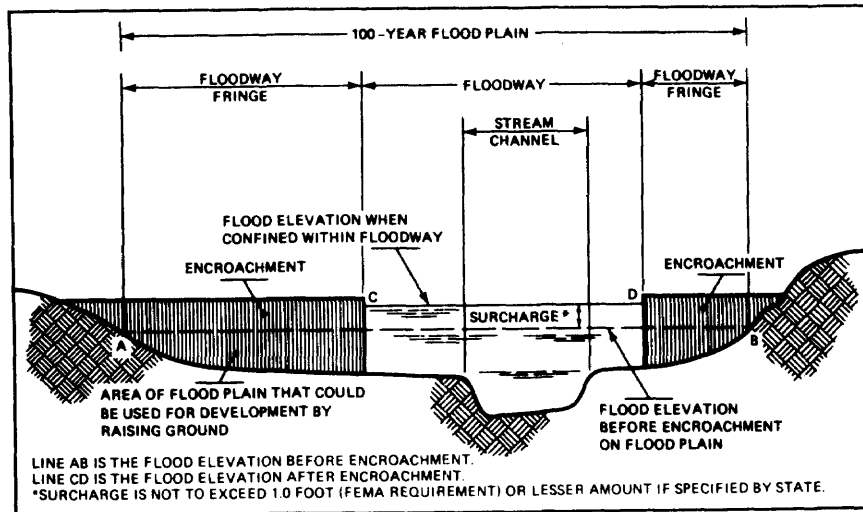 100-YEAR FLOOD PLAIN
FLOODWAY
FRINGE
FLOODWAY
FLOODWAY
FRINGE
STREAM
CHANNEL
FLOOD ELEVATION WHEN
CONFINED WITHIN FLOODWAY
ENCROACHMENT
ENCROACHMENT
C
D
SURCHARGE*
A
B
AREA OF FLOOD PLAIN THAT COULD
BE USED FOR DEVELOPMENT BY
RAISING GROUND
FLOOD ELEVATION
BEFORE ENCROACHMENT
ON FLOOD PLAIN
LINE AB IS THE FLOOD ELEVATION BEFORE ENCROACHMENT.
LINE CD IS THE FLOOD ELEVATION AFTER ENCROACHMENT.
*SURCHARGE IS NOT TO EXCEED 1.0 FOOT (FEMA REQUIREMENT) OR LESSER AMOUNT IF SPECIFIED BY STATE.